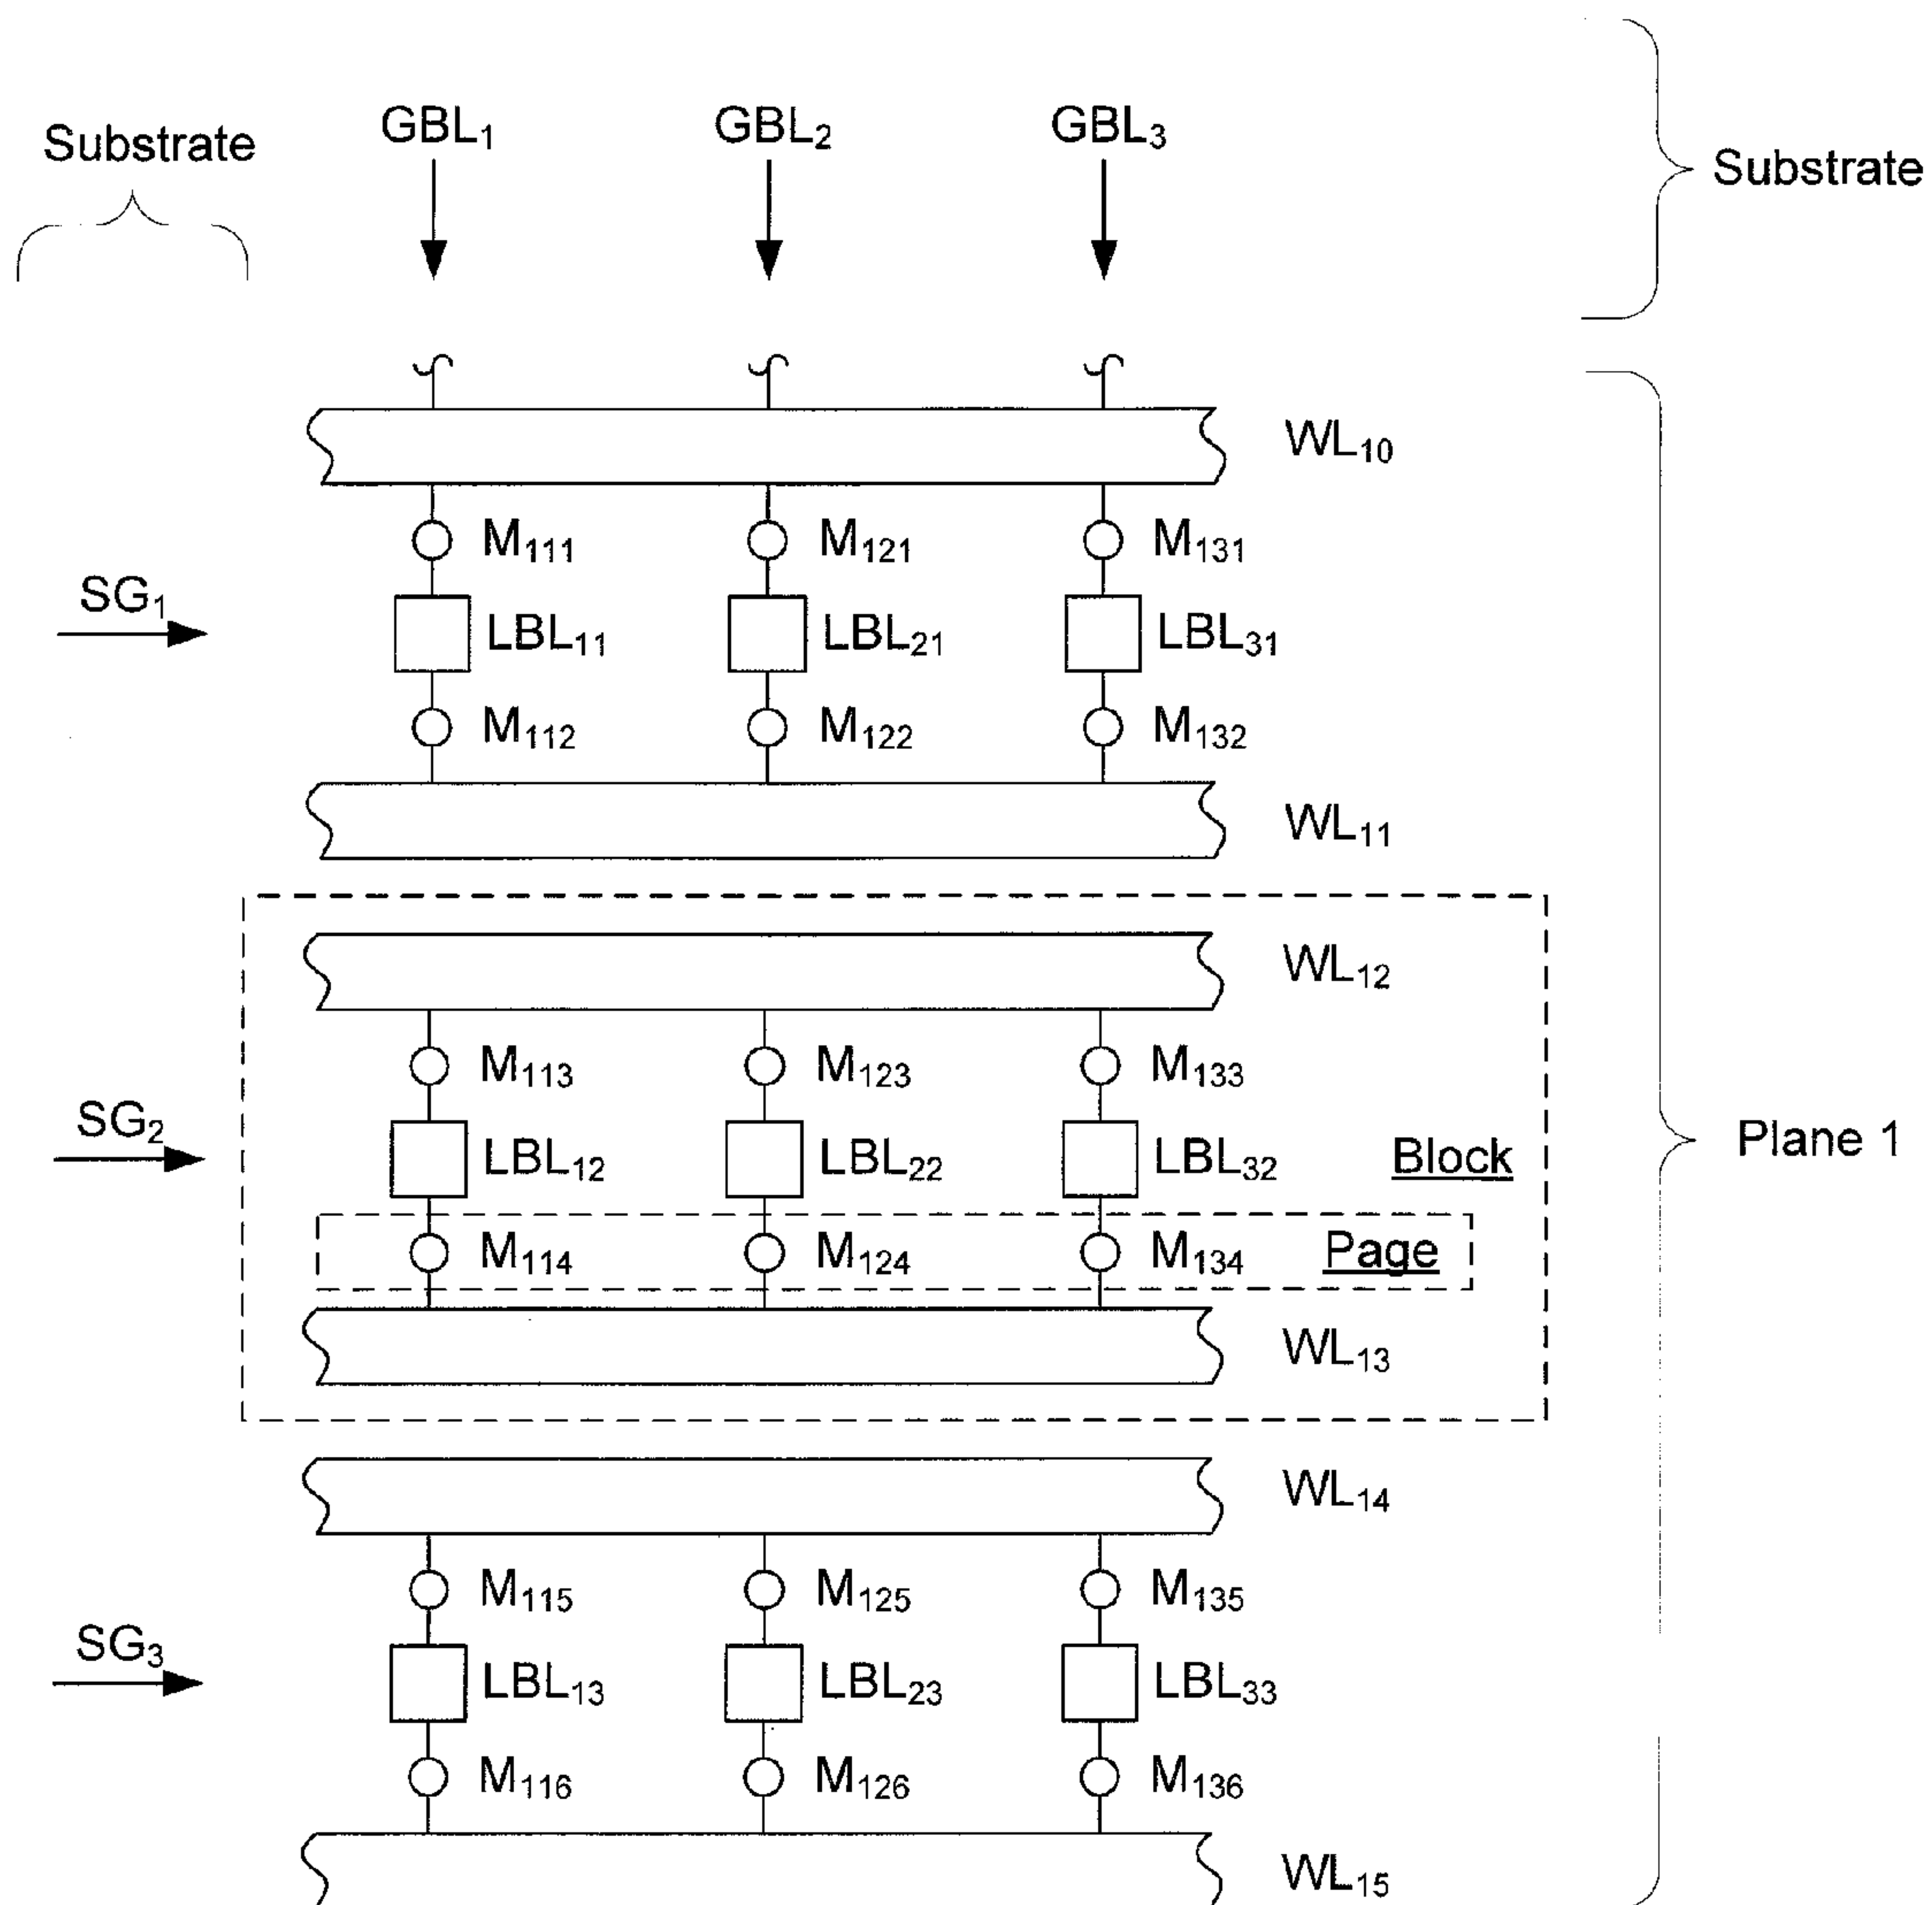 GBL₁ GBL₂ GBL₃
Substrate Substrate
WL₁₀
M₁₁₁ M₁₂₁ M₁₃₁
SG₁ LBL₁₁ LBL₂₁ LBL₃₁
M₁₁₂ M₁₂₂ M₁₃₂
WL₁₁
WL₁₂
M₁₁₃ M₁₂₃ M₁₃₃
SG₂ LBL₁₂ LBL₂₂ LBL₃₂ Block Plane 1
M₁₁₄ M₁₂₄ M₁₃₄ Page
WL₁₃
WL₁₄
M₁₁₅ M₁₂₅ M₁₃₅
SG₃ LBL₁₃ LBL₂₃ LBL₃₃
M₁₁₆ M₁₂₆ M₁₃₆
WL₁₅